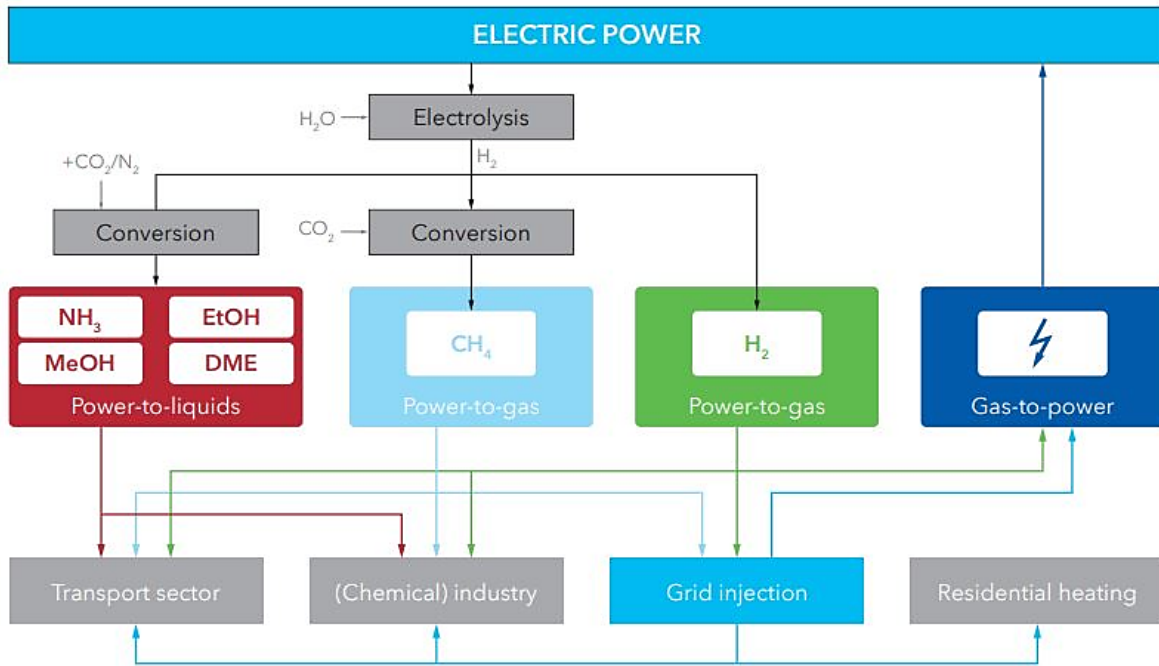 ELECTRIC POWER
H₂O
Electrolysis
H₂
+CO₂/N₂
Conversion
CO₂
Conversion
NH₃
EtOH
MeOH
DME
Power-to-liquids
CH₄
Power-to-gas
H₂
Power-to-gas
Gas-to-power
Transport sector
(Chemical) industry
Grid injection
Residential heating